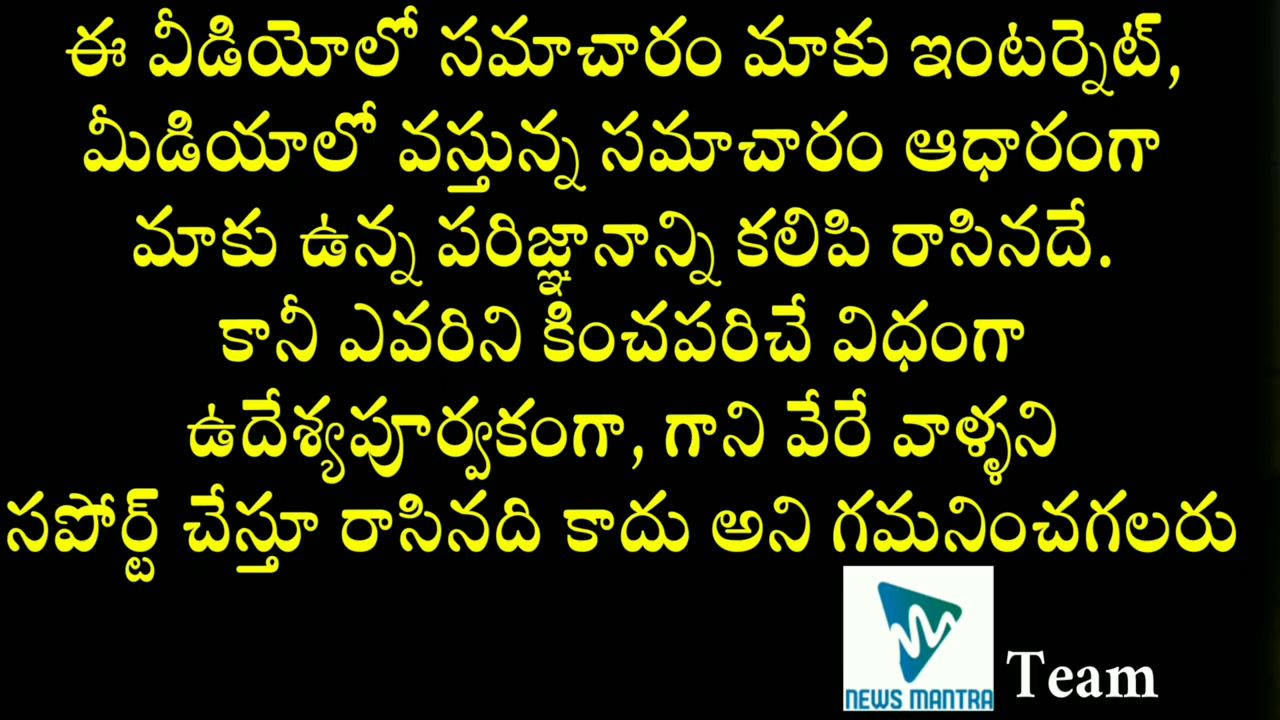 ఈ వీడియోలో సమాచారం మాకు ఇంటర్నెట్,
మీడియాలో వస్తున్న సమాచారం ఆధారంగా
మాకు ఉన్న పరిజ్ఞానాన్ని కలిపి రాసినదే.
కానీ ఎవరిని కించపరిచే విధంగా
ఉదేశ్యపూర్వకంగా, గాని వేరే వాళ్ళని
సపోర్ట్ చేస్తూ రాసినది కాదు అని గమనించగలరు
NEWS MANTRA Team